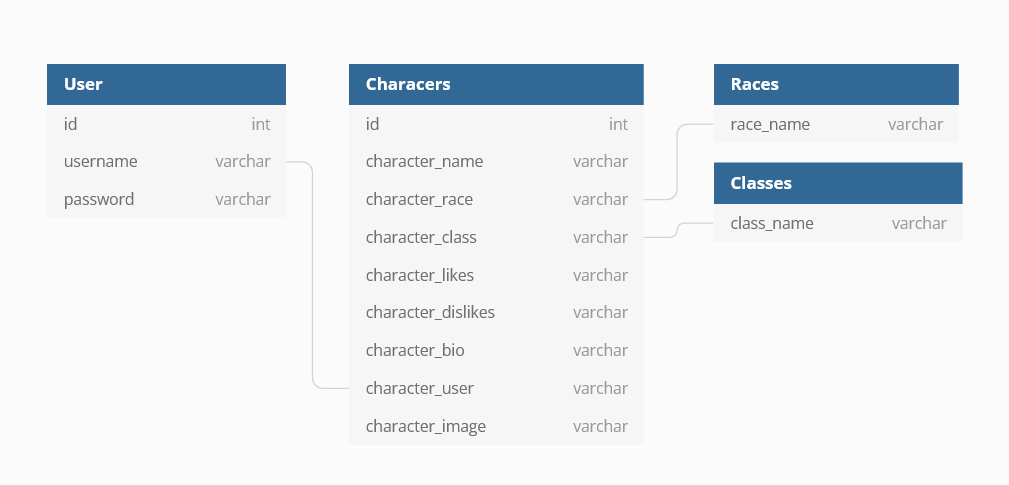 User
id int
username varchar
password varchar
Characers
id int
character_name varchar
character_race varchar
character_class varchar
character_likes varchar
character_dislikes varchar
character_bio varchar
character_user varchar
character_image varchar
Races
race_name varchar
Classes
class_name varchar